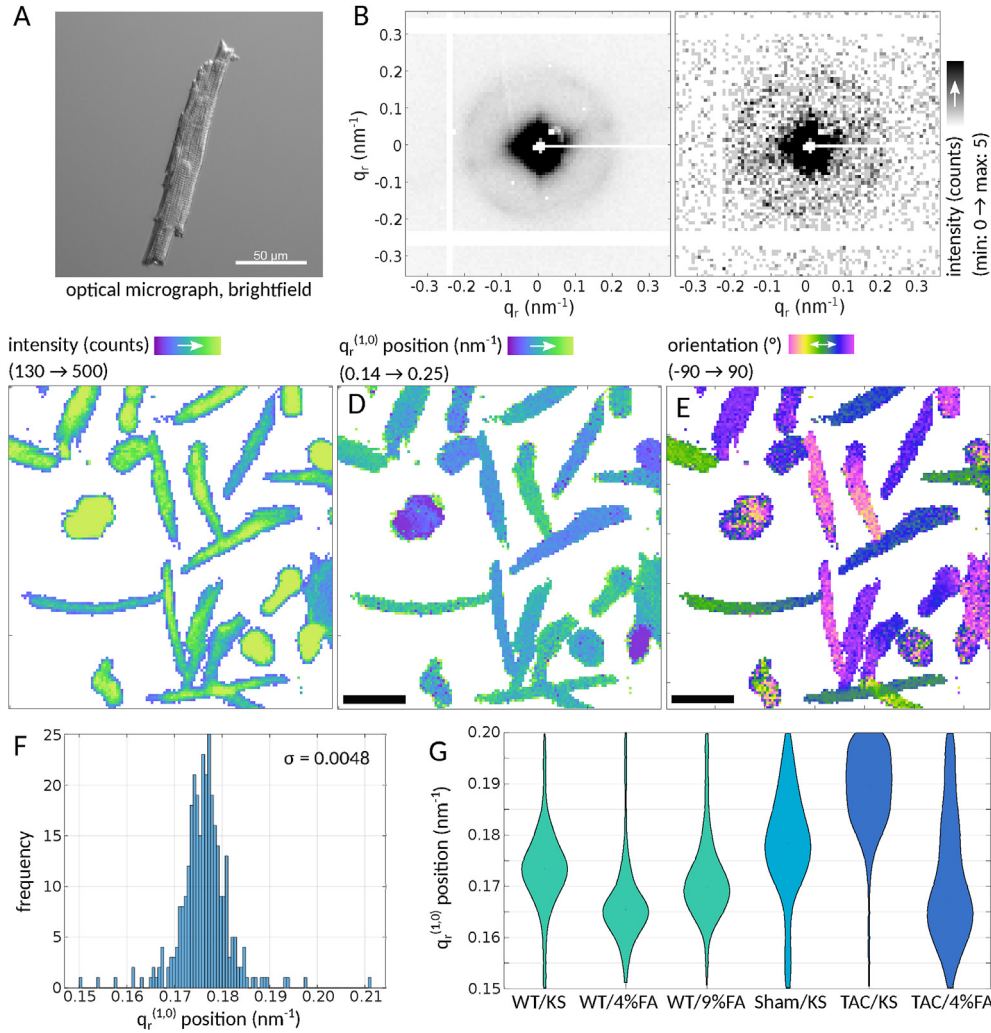 A
B
50 µm
optical micrograph, brightfield
qr (nm-1)
0.3
0.2
0.1
0
-0.1
-0.2
-0.3
-0.3 -0.2 -0.1 0 0.1 0.2 0.3
qr (nm-1)
-0.3 -0.2 -0.1 0 0.1 0.2 0.3
qr (nm-1)
intensity (counts)
(min: 0 → max: 5)
intensity (counts)
(130 → 500)
qr(1,0) position (nm-1)
(0.14 → 0.25)
orientation (°)
(-90 → 90)
D
E
F
σ = 0.0048
frequency
25
20
15
10
5
0
0.15 0.16 0.17 0.18 0.19 0.20 0.21
qr(1,0) position (nm-1)
G
qr(1,0) position (nm-1)
0.20
0.19
0.18
0.17
0.16
0.15
WT/KS WT/4%FA WT/9%FA Sham/KS TAC/KS TAC/4%FA